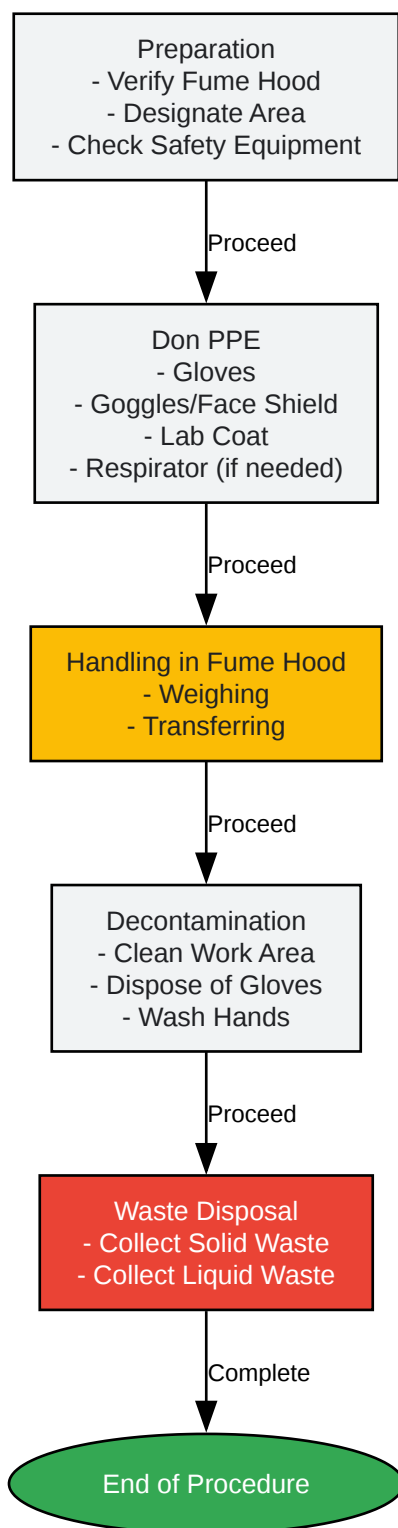 Preparation
- Verify Fume Hood
- Designate Area
- Check Safety Equipment
Proceed
Don PPE
- Gloves
- Goggles/Face Shield
- Lab Coat
- Respirator (if needed)
Proceed
Handling in Fume Hood
- Weighing
- Transferring
Proceed
Decontamination
- Clean Work Area
- Dispose of Gloves
- Wash Hands
Proceed
Waste Disposal
- Collect Solid Waste
- Collect Liquid Waste
Complete
End of Procedure